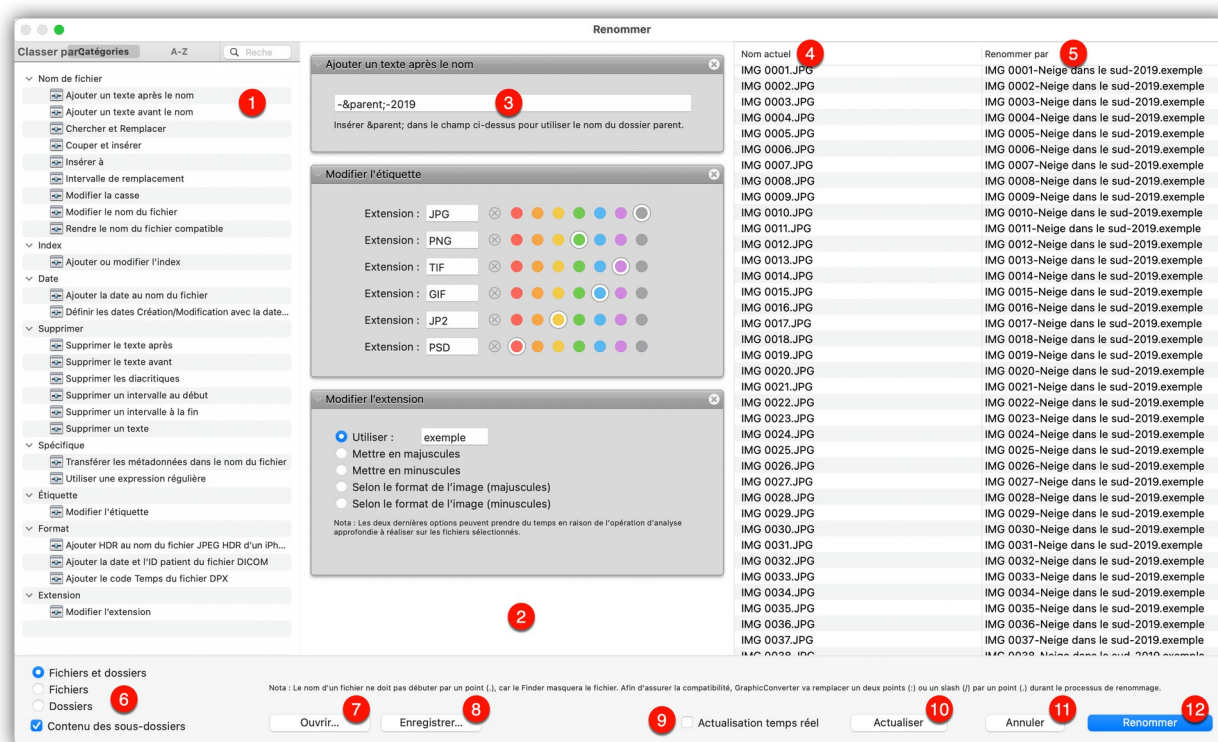 Renommer
Classer par
Catégories
A-Z
Reche
Nom de fichier
Ajouter un texte après le nom
Ajouter un texte avant le nom
Chercher et Remplacer
Couper et insérer
Insérer à
Intervalle de remplacement
Modifier la casse
Modifier le nom du fichier
Rendre le nom du fichier compatible
Index
Ajouter ou modifier l'index
Date
Ajouter la date au nom du fichier
Définir les dates Création/Modification avec la date...
Supprimer
Supprimer le texte après
Supprimer le texte avant
Supprimer les diacritiques
Supprimer un intervalle au début
Supprimer un intervalle à la fin
Supprimer un texte
Spécifique
Transférer les métadonnées dans le nom du fichier
Utiliser une expression régulière
Étiquette
Modifier l'étiquette
Format
Ajouter HDR au nom du fichier JPEG HDR d'un iPh...
Ajouter la date et l'ID patient du fichier DICOM
Ajouter le code Temps du fichier DPX
Extension
Modifier l'extension
1
Ajouter un texte après le nom
-&parent;-2019
3
Insérer &parent; dans le champ ci-dessus pour utiliser le nom du dossier parent.
Modifier l'étiquette
Extension : JPG
Extension : PNG
Extension : TIF
Extension : GIF
Extension : JP2
Extension : PSD
Modifier l'extension
Utiliser : exemple
Mettre en majuscules
Mettre en minuscules
Selon le format de l'image (majuscules)
Selon le format de l'image (minuscules)
Nota : Les deux dernières options peuvent prendre du temps en raison de l'opération d'analyse
approfondie à réaliser sur les fichiers sélectionnés.
2
Nom actuel 4 Renommer par 5
IMG 0001.JPG IMG 0001-Neige dans le sud-2019.exemple
IMG 0002.JPG IMG 0002-Neige dans le sud-2019.exemple
IMG 0003.JPG IMG 0003-Neige dans le sud-2019.exemple
IMG 0004.JPG IMG 0004-Neige dans le sud-2019.exemple
IMG 0005.JPG IMG 0005-Neige dans le sud-2019.exemple
IMG 0006.JPG IMG 0006-Neige dans le sud-2019.exemple
IMG 0007.JPG IMG 0007-Neige dans le sud-2019.exemple
IMG 0008.JPG IMG 0008-Neige dans le sud-2019.exemple
IMG 0009.JPG IMG 0009-Neige dans le sud-2019.exemple
IMG 0010.JPG IMG 0010-Neige dans le sud-2019.exemple
IMG 0011.JPG IMG 0011-Neige dans le sud-2019.exemple
IMG 0012.JPG IMG 0012-Neige dans le sud-2019.exemple
IMG 0013.JPG IMG 0013-Neige dans le sud-2019.exemple
IMG 0014.JPG IMG 0014-Neige dans le sud-2019.exemple
IMG 0015.JPG IMG 0015-Neige dans le sud-2019.exemple
IMG 0016.JPG IMG 0016-Neige dans le sud-2019.exemple
IMG 0017.JPG IMG 0017-Neige dans le sud-2019.exemple
IMG 0018.JPG IMG 0018-Neige dans le sud-2019.exemple
IMG 0019.JPG IMG 0019-Neige dans le sud-2019.exemple
IMG 0020.JPG IMG 0020-Neige dans le sud-2019.exemple
IMG 0021.JPG IMG 0021-Neige dans le sud-2019.exemple
IMG 0022.JPG IMG 0022-Neige dans le sud-2019.exemple
IMG 0023.JPG IMG 0023-Neige dans le sud-2019.exemple
IMG 0024.JPG IMG 0024-Neige dans le sud-2019.exemple
IMG 0025.JPG IMG 0025-Neige dans le sud-2019.exemple
IMG 0026.JPG IMG 0026-Neige dans le sud-2019.exemple
IMG 0027.JPG IMG 0027-Neige dans le sud-2019.exemple
IMG 0028.JPG IMG 0028-Neige dans le sud-2019.exemple
IMG 0029.JPG IMG 0029-Neige dans le sud-2019.exemple
IMG 0030.JPG IMG 0030-Neige dans le sud-2019.exemple
IMG 0031.JPG IMG 0031-Neige dans le sud-2019.exemple
IMG 0032.JPG IMG 0032-Neige dans le sud-2019.exemple
IMG 0033.JPG IMG 0033-Neige dans le sud-2019.exemple
IMG 0034.JPG IMG 0034-Neige dans le sud-2019.exemple
IMG 0035.JPG IMG 0035-Neige dans le sud-2019.exemple
IMG 0036.JPG IMG 0036-Neige dans le sud-2019.exemple
IMG 0037.JPG IMG 0037-Neige dans le sud-2019.exemple
IMG 0038.JPG IMG 0038-Neige dans le sud-2019.exemple
Fichiers et dossiers
Fichiers
Dossiers
Contenu des sous-dossiers
6
Nota : Le nom d'un fichier ne doit pas débuter par un point (.), car le Finder masquera le fichier. Afin d'assurer la compatibilité, GraphicConverter va remplacer un deux points (:) ou un slash (/) par un point (.) durant le processus de renommage.
Ouvrir... 7
Enregistrer... 8
9 Actualisation temps réel
Actualiser 10
Annuler 11
Renommer 12